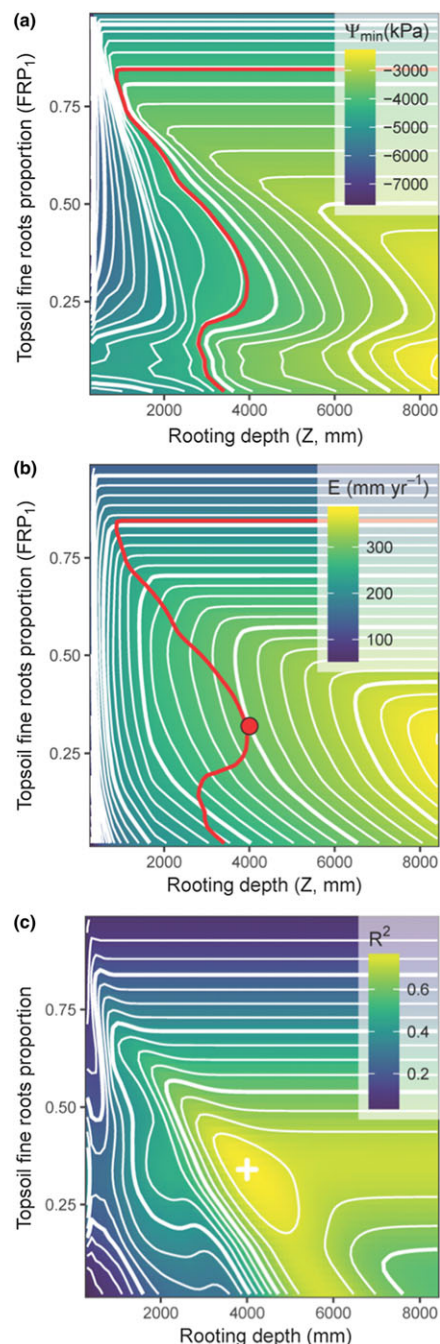 (a)
Ψmin(kPa)
−3000
−4000
−5000
−6000
−7000
0.75
0.50
0.25
Topsoil fine roots proportion (FRP1)
2000 4000 6000 8000
Rooting depth (Z, mm)
(b)
E (mm yr−1)
300
200
100
0.75
0.50
0.25
Topsoil fine roots proportion (FRP1)
2000 4000 6000 8000
Rooting depth (Z, mm)
(c)
R2
0.6
0.4
0.2
0.75
0.50
0.25
Topsoil fine roots proportion
2000 4000 6000 8000
Rooting depth (mm)